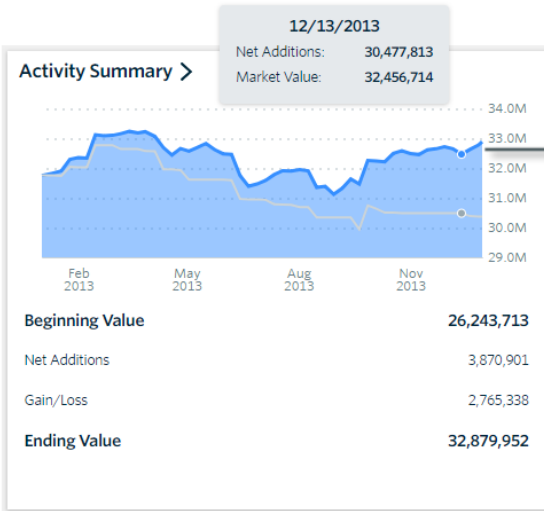 12/13/2013
Net Additions: 30,477,813
Market Value: 32,456,714
Activity Summary >
34.0M
33.0M
32.0M
31.0M
30.0M
29.0M
Feb 2013
May 2013
Aug 2013
Nov 2013
Beginning Value 26,243,713
Net Additions 3,870,901
Gain/Loss 2,765,338
Ending Value 32,879,952